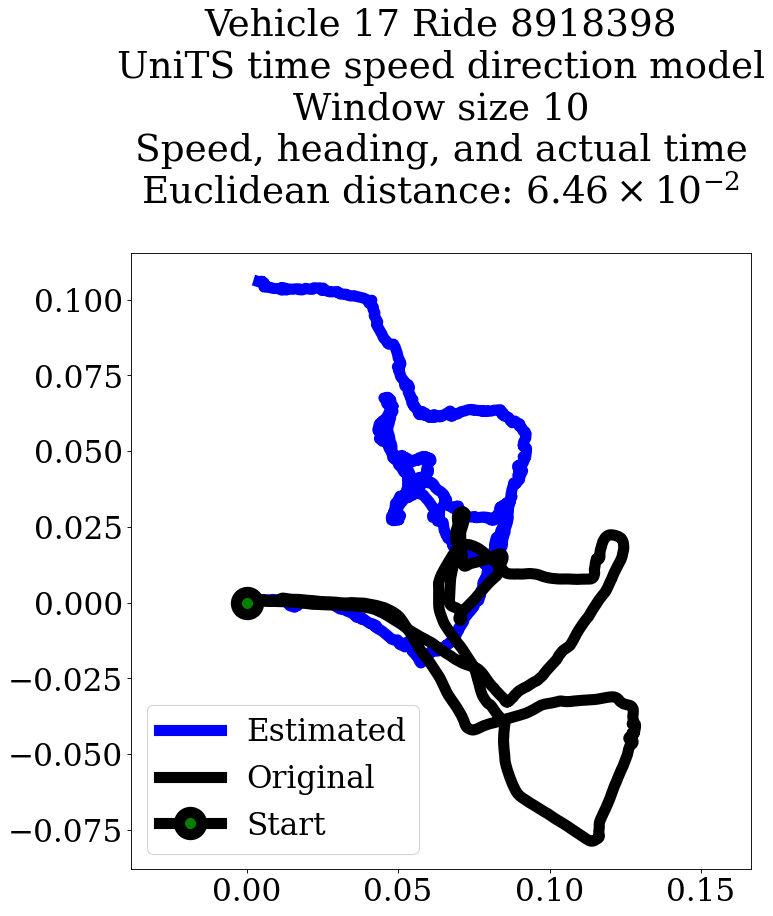 Vehicle 17 Ride 8918398
UniTS time speed direction model
Window size 10
Speed, heading, and actual time
Euclidean distance: 6.46 × 10⁻²
0.100
0.075
0.050
0.025
0.000
−0.025
−0.050
−0.075
Estimated
Original
Start
0.00 0.05 0.10 0.15